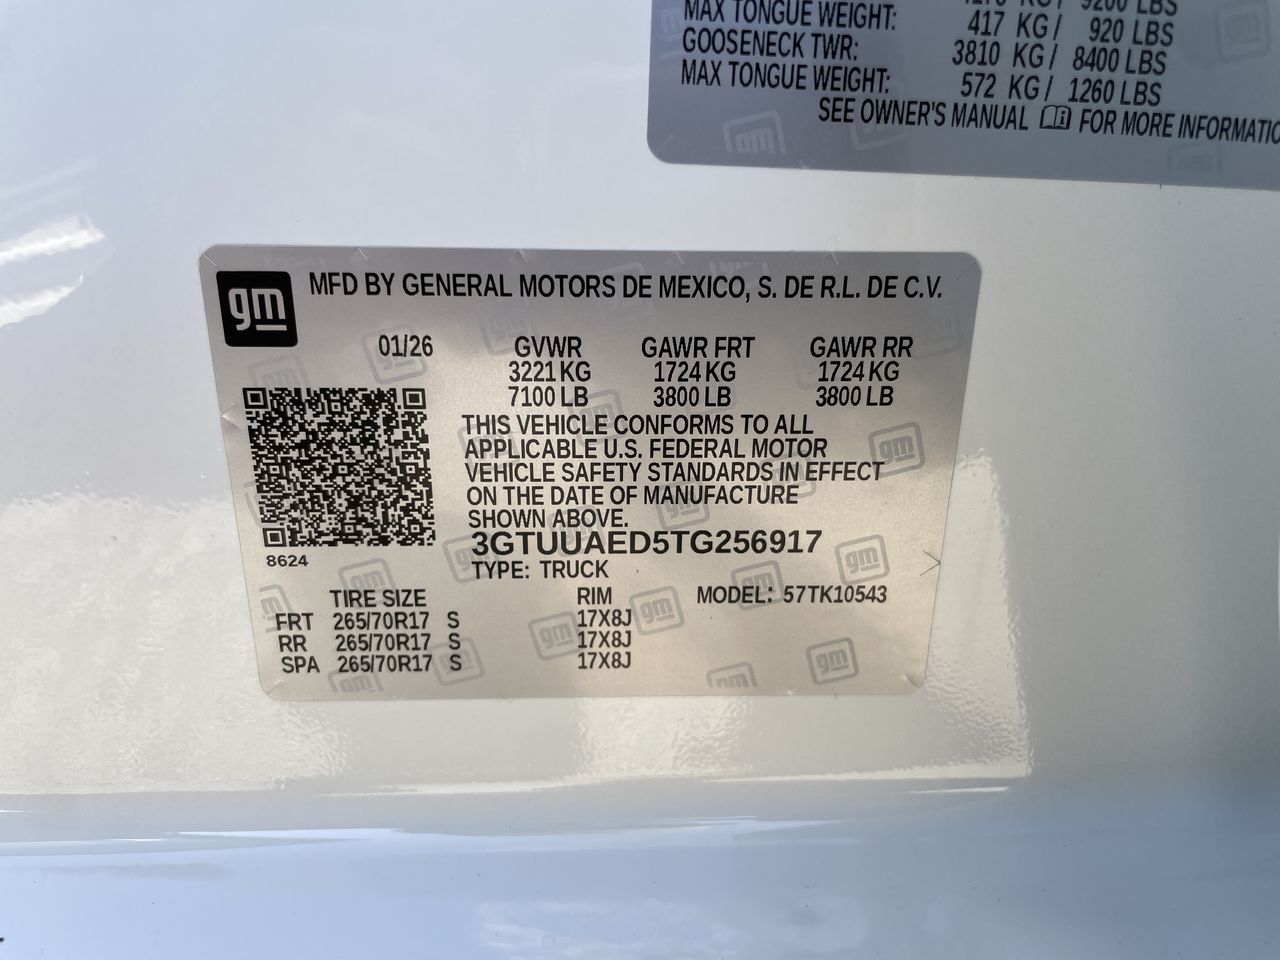 MAX TONGUE WEIGHT: 417 KG / 920 LBS
GOOSENECK TWR: 3810 KG / 8400 LBS
MAX TONGUE WEIGHT: 572 KG / 1260 LBS
SEE OWNER'S MANUAL FOR MORE
gm
MFD BY GENERAL MOTORS DE MEXICO, S. DE R.L. DE C.V.
01/26 GVWR GAWR FRT GAWR RR
3221 KG 1724 KG 1724 KG
7100 LB 3800 LB 3800 LB
THIS VEHICLE CONFORMS TO ALL
APPLICABLE U.S. FEDERAL MOTOR
VEHICLE SAFETY STANDARDS IN EFFECT
ON THE DATE OF MANUFACTURE
SHOWN ABOVE.
3GTUUAED5TG256917
8624
TYPE: TRUCK
TIRE SIZE RIM MODEL: 57TK10543
FRT 265/70R17 S 17X8J
RR 265/70R17 S 17X8J
SPA 265/70R17 S 17X8J